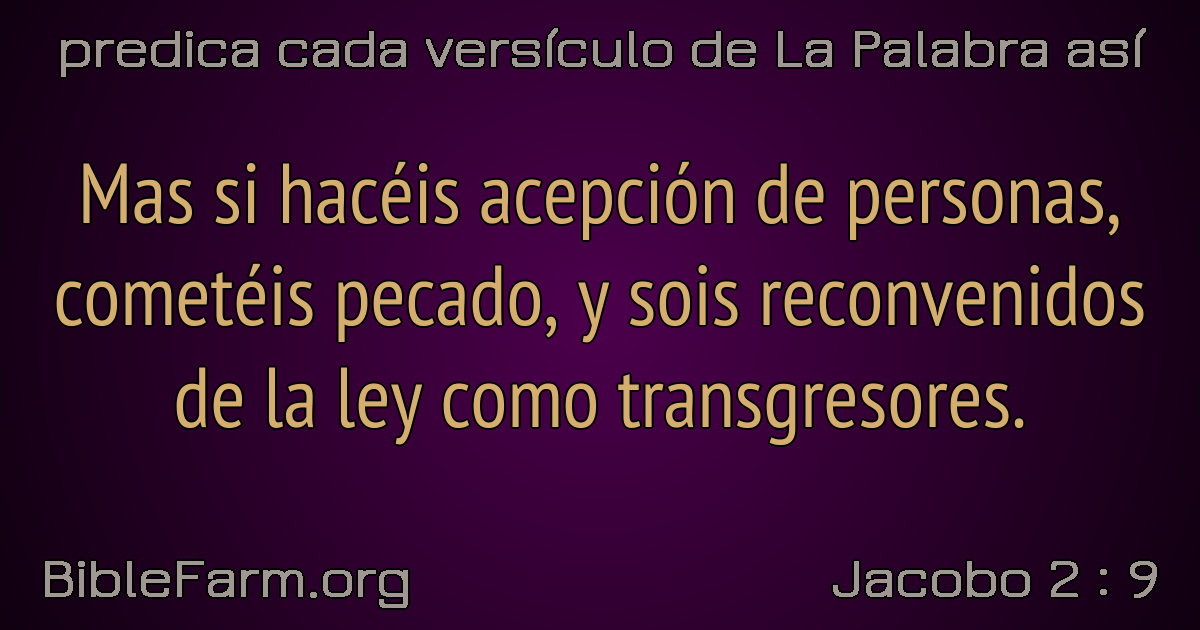 predica cada versículo de La Palabra así
Mas si hacéis acepción de personas,
cometéis pecado, y sois reconvenidos
de la ley como transgresores.
BibleFarm.org
Jacobo 2 : 9